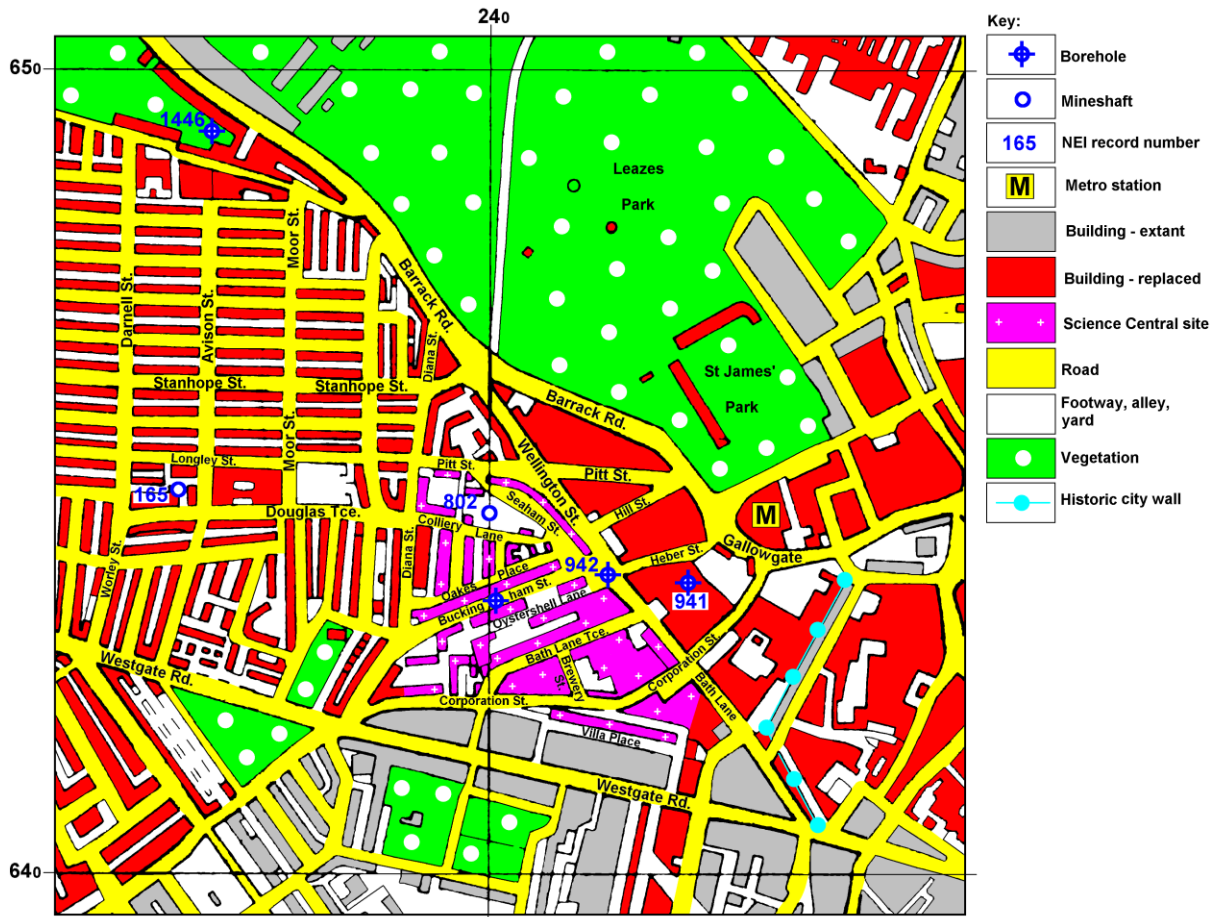 240
650
640
1446
Leazes
Park
Moor St.
Darnell St.
Avison St.
Barrack Rd.
Diana St.
Stanhope St.
Stanhope St.
St James'
Park
Barrack Rd.
Moor St.
Wellington St.
Longley St.
Pitt St.
Pitt St.
165
802
Seaham St.
Hill St.
M
Douglas Tce.
Colliery Lane
Gallowgate
Diana St.
Worley St.
Heber St.
942
941
Oakes Place
Buckingham St.
Oystershell Lane
Bath Lane Tce.
Brewery
St.
Corporation St.
Bath Lane
Westgate Rd.
Corporation St.
Villa Place
Westgate Rd.
Key:
Borehole
Mineshaft
165
NEI record number
M
Metro station
Building - extant
Building - replaced
Science Central site
Road
Footway, alley,
yard
Vegetation
Historic city wall